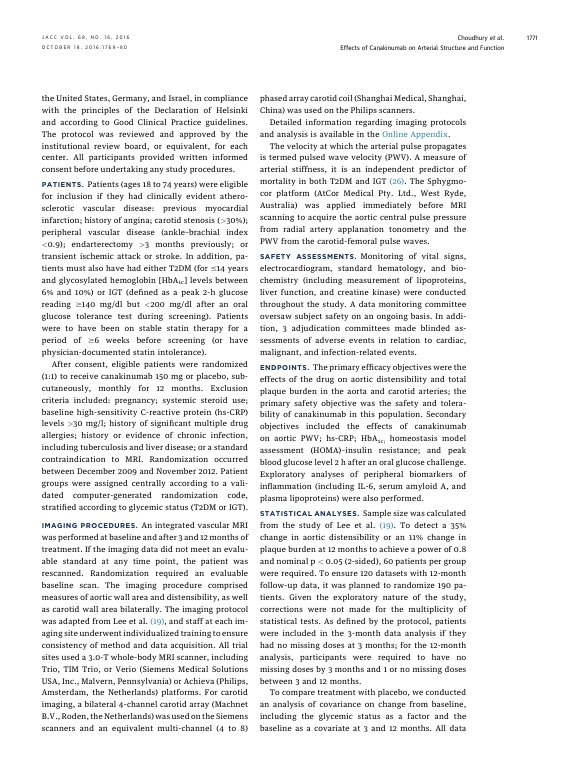 JACC VOL. 68, NO. 16, 2016
OCTOBER 18, 2016:1769–80
Choudhury et al.
Effects of Canakinumab on Arterial Structure and Function
1771
the United States, Germany, and Israel, in compliance
with the principles of the Declaration of Helsinki
and according to Good Clinical Practice guidelines.
The protocol was reviewed and approved by the
institutional review board, or equivalent, for each
center. All participants provided written informed
consent before undertaking any study procedures.
PATIENTS. Patients (ages 18 to 74 years) were eligible
for inclusion if they had clinically evident athero-
sclerotic vascular disease: previous myocardial
infarction; history of angina; carotid stenosis (>30%);
peripheral vascular disease (ankle-brachial index
<0.9); endarterectomy >3 months previously; or
transient ischemic attack or stroke. In addition, pa-
tients must also have had either T2DM (for ≤14 years
and glycosylated hemoglobin [HbA1c] levels between
6% and 10%) or IGT (defined as a peak 2-h glucose
reading ≥140 mg/dl but <200 mg/dl after an oral
glucose tolerance test during screening). Patients
were to have been on stable statin therapy for a
period of ≥6 weeks before screening (or have
physician-documented statin intolerance).
After consent, eligible patients were randomized
(1:1) to receive canakinumab 150 mg or placebo, sub-
cutaneously, monthly for 12 months. Exclusion
criteria included: pregnancy; systemic steroid use;
baseline high-sensitivity C-reactive protein (hs-CRP)
levels >30 mg/l; history of significant multiple drug
allergies; history or evidence of chronic infection,
including tuberculosis and liver disease; or a standard
contraindication to MRI. Randomization occurred
between December 2009 and November 2012. Patient
groups were assigned centrally according to a vali-
dated computer-generated randomization code,
stratified according to glycemic status (T2DM or IGT).
IMAGING PROCEDURES. An integrated vascular MRI
was performed at baseline and after 3 and 12 months of
treatment. If the imaging data did not meet an evalu-
able standard at any time point, the patient was
rescanned. Randomization required an evaluable
baseline scan. The imaging procedure comprised
measures of aortic wall area and distensibility, as well
as carotid wall area bilaterally. The imaging protocol
was adapted from Lee et al. (19), and staff at each im-
aging site underwent individualized training to ensure
consistency of method and data acquisition. All trial
sites used a 3.0-T whole-body MRI scanner, including
Trio, TIM Trio, or Verio (Siemens Medical Solutions
USA, Inc., Malvern, Pennsylvania) or Achieva (Philips,
Amsterdam, the Netherlands) platforms. For carotid
imaging, a bilateral 4-channel carotid array (Machnet
B.V., Roden, the Netherlands) was used on the Siemens
scanners and an equivalent multi-channel (4 to 8)
phased array carotid coil (Shanghai Medical, Shanghai,
China) was used on the Philips scanners.
Detailed information regarding imaging protocols
and analysis is available in the Online Appendix.
The velocity at which the arterial pulse propagates
is termed pulsed wave velocity (PWV). A measure of
arterial stiffness, it is an independent predictor of
mortality in both T2DM and IGT (26). The Sphygmo-
cor platform (AtCor Medical Pty. Ltd., West Ryde,
Australia) was applied immediately before MRI
scanning to acquire the aortic central pulse pressure
from radial artery applanation tonometry and the
PWV from the carotid-femoral pulse waves.
SAFETY ASSESSMENTS. Monitoring of vital signs,
electrocardiogram, standard hematology, and bio-
chemistry (including measurement of lipoproteins,
liver function, and creatine kinase) were conducted
throughout the study. A data monitoring committee
oversaw subject safety on an ongoing basis. In addi-
tion, 3 adjudication committees made blinded as-
sessments of adverse events in relation to cardiac,
malignant, and infection-related events.
ENDPOINTS. The primary efficacy objectives were the
effects of the drug on aortic distensibility and total
plaque burden in the aorta and carotid arteries; the
primary safety objective was the safety and tolera-
bility of canakinumab in this population. Secondary
objectives included the effects of canakinumab
on aortic PWV; hs-CRP; HbA1c; homeostasis model
assessment (HOMA)–insulin resistance; and peak
blood glucose level 2 h after an oral glucose challenge.
Exploratory analyses of peripheral biomarkers of
inflammation (including IL-6, serum amyloid A, and
plasma lipoproteins) were also performed.
STATISTICAL ANALYSES. Sample size was calculated
from the study of Lee et al. (19). To detect a 35%
change in aortic distensibility or an 11% change in
plaque burden at 12 months to achieve a power of 0.8
and nominal p < 0.05 (2-sided), 60 patients per group
were required. To ensure 120 datasets with 12-month
follow-up data, it was planned to randomize 190 pa-
tients. Given the exploratory nature of the study,
corrections were not made for the multiplicity of
statistical tests. As defined by the protocol, patients
were included in the 3-month data analysis if they
had no missing doses at 3 months; for the 12-month
analysis, participants were required to have no
missing doses by 3 months and 1 or no missing doses
between 3 and 12 months.
To compare treatment with placebo, we conducted
an analysis of covariance on change from baseline,
including the glycemic status as a factor and the
baseline as a covariate at 3 and 12 months. All data